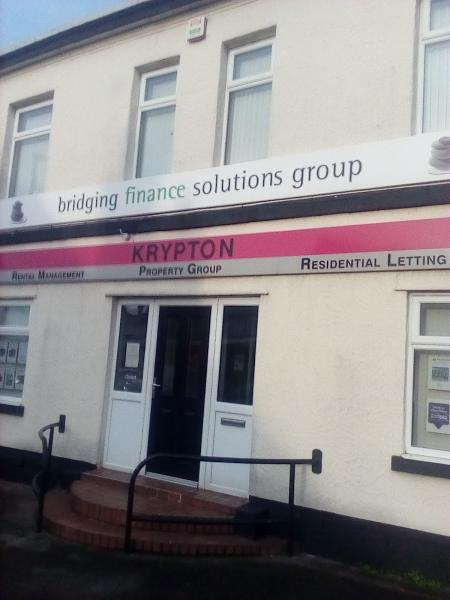 bridging finance solutions group
KRYPTON
RENTAL MANAGEMENT PROPERTY GROUP RESIDENTIAL LETTING